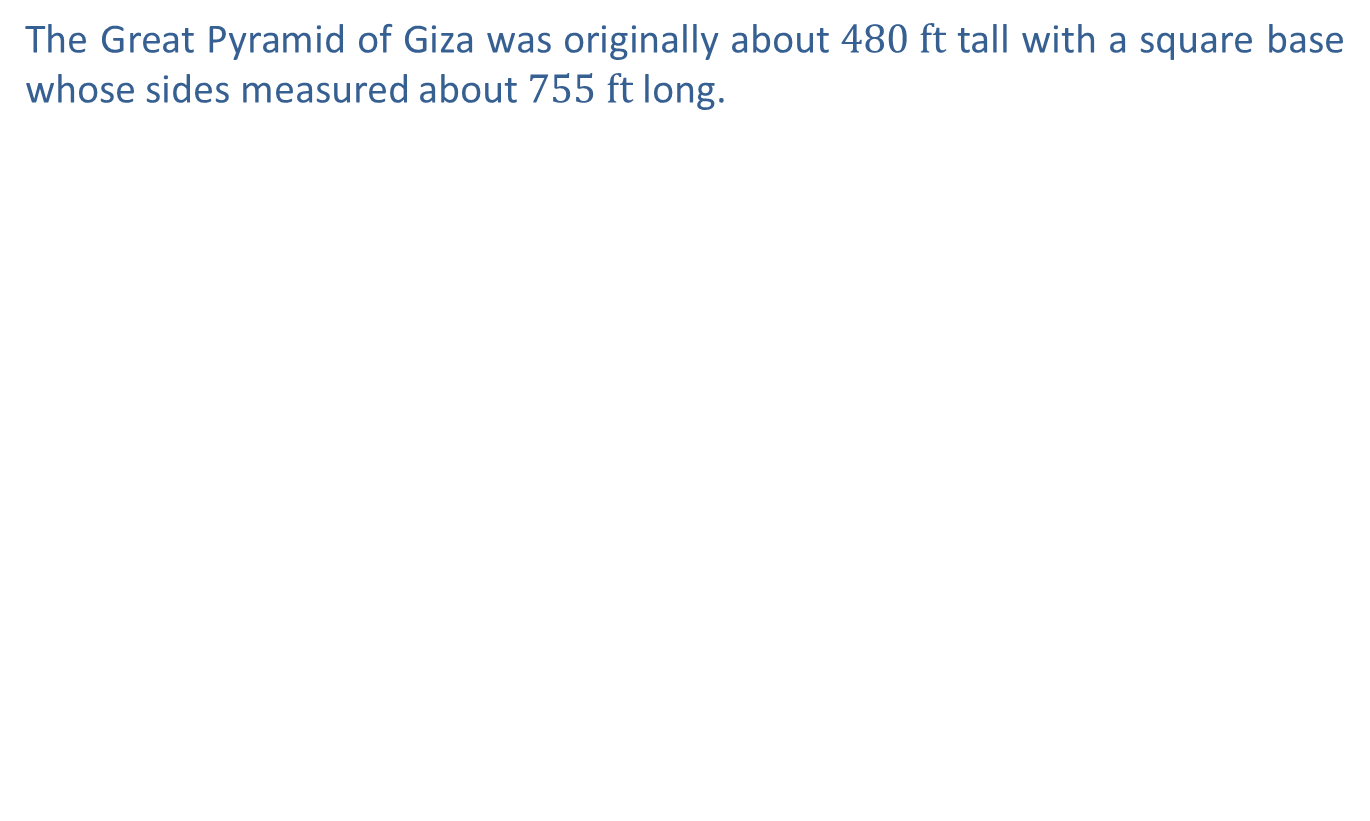 The Great Pyramid of Giza was originally about 480 ft tall with a square base
whose sides measured about 755 ft long.